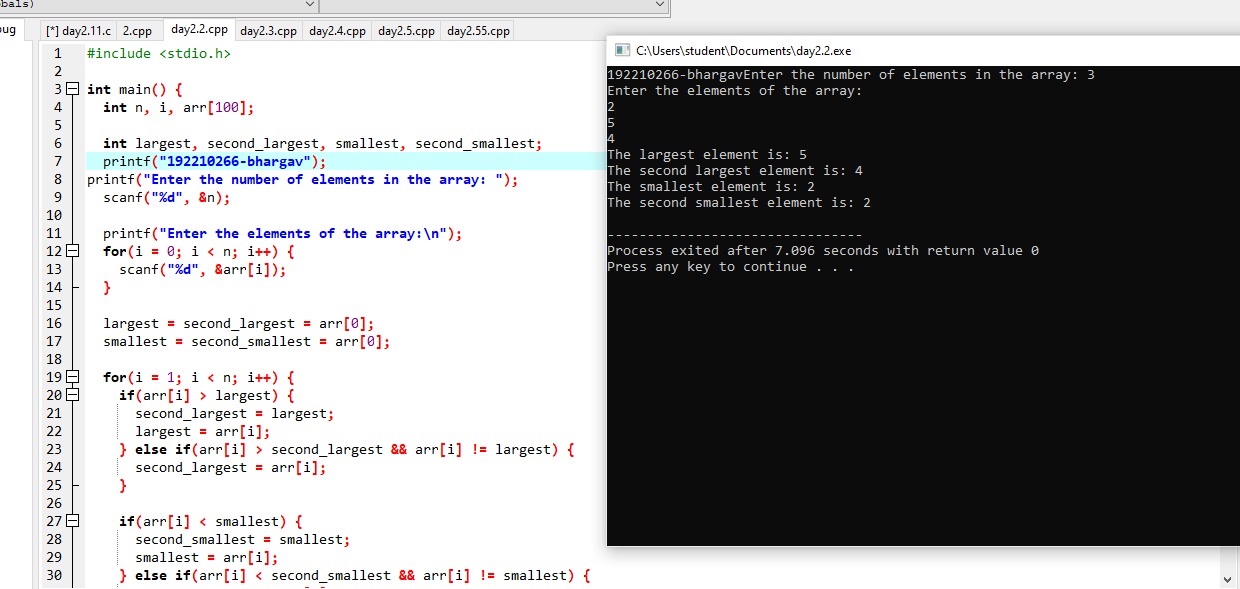 bals)
ug
[*] day2.11.c 2.cpp day2.2.cpp day2.3.cpp day2.4.cpp day2.5.cpp day2.55.cpp
1 #include <stdio.h>
2
3 int main() {
4 int n, i, arr[100];
5
6 int largest, second_largest, smallest, second_smallest;
7 printf("192210266-bhargav");
8 printf("Enter the number of elements in the array: ");
9 scanf("%d", &n);
10
11 printf("Enter the elements of the array:\n");
12 for(i = 0; i < n; i++) {
13 scanf("%d", &arr[i]);
14 }
15
16 largest = second_largest = arr[0];
17 smallest = second_smallest = arr[0];
18
19 for(i = 1; i < n; i++) {
20 if(arr[i] > largest) {
21 second_largest = largest;
22 largest = arr[i];
23 } else if(arr[i] > second_largest && arr[i] != largest) {
24 second_largest = arr[i];
25 }
26
27 if(arr[i] < smallest) {
28 second_smallest = smallest;
29 smallest = arr[i];
30 } else if(arr[i] < second_smallest && arr[i] != smallest) {
C:\Users\student\Documents\day2.2.exe
192210266-bhargavEnter the number of elements in the array: 3
Enter the elements of the array:
2
5
4
The largest element is: 5
The second largest element is: 4
The smallest element is: 2
The second smallest element is: 2
--------------------------------
Process exited after 7.096 seconds with return value 0
Press any key to continue . . .